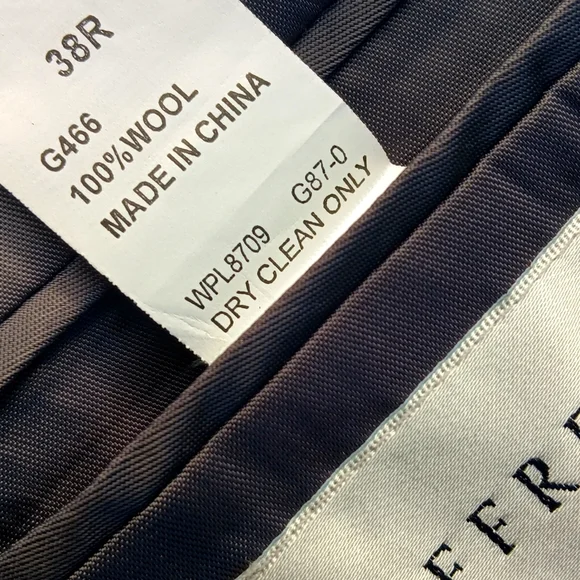 38R
G466
100%WOOL
MADE IN CHINA
WPL8709 G87-0
DRY CLEAN ONLY